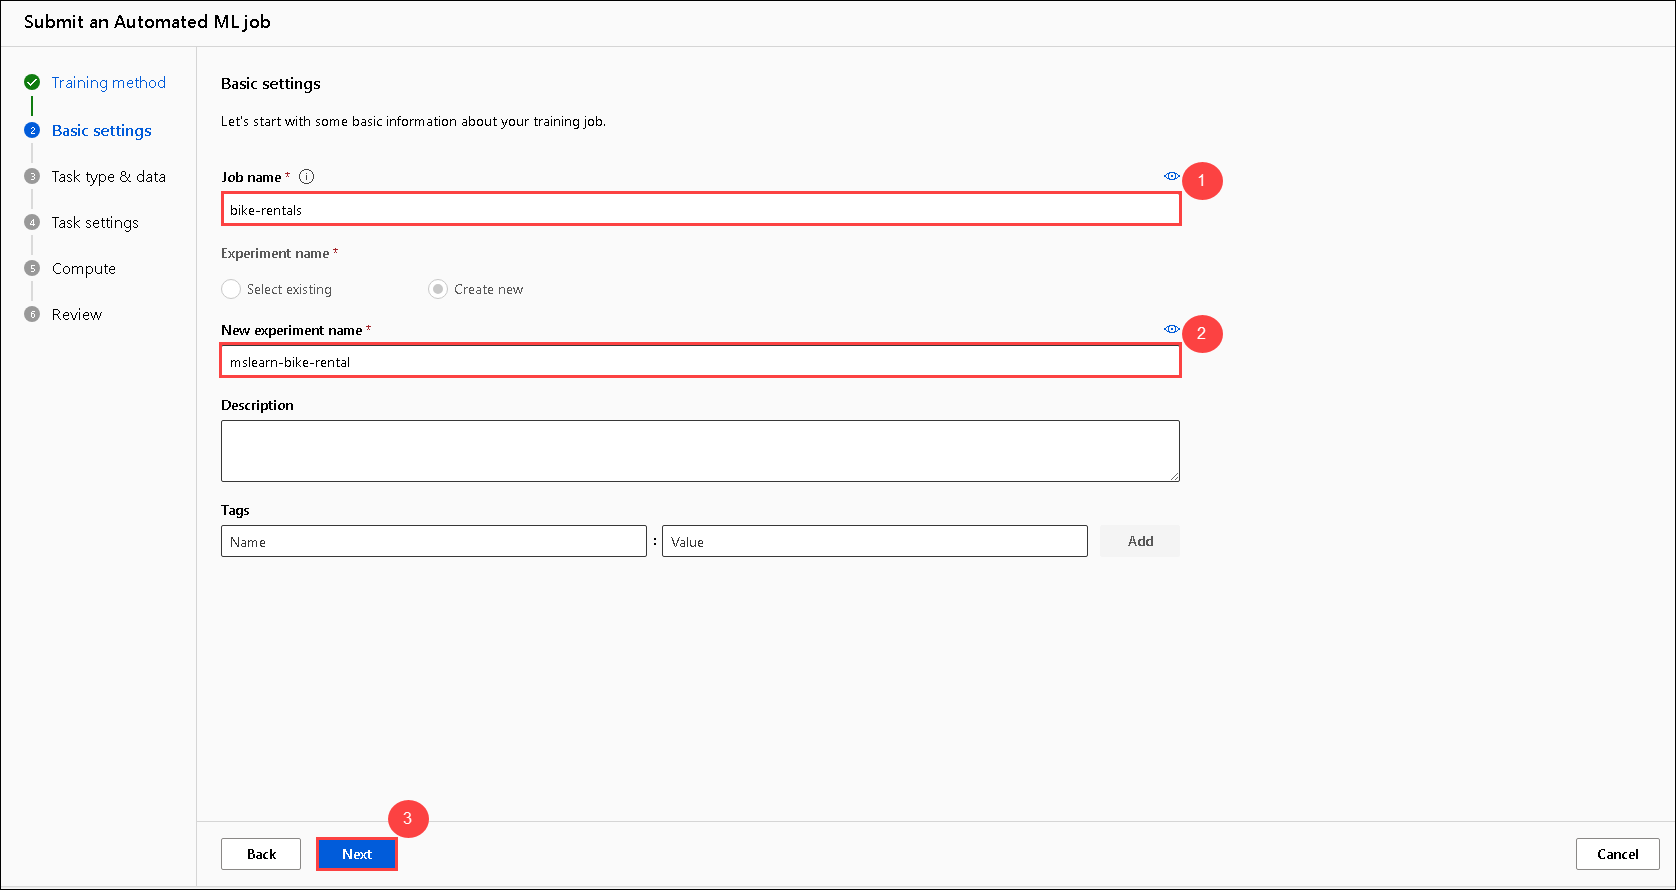 Submit an Automated ML job
Training method
2 Basic settings
3 Task type & data
4 Task settings
5 Compute
6 Review
Basic settings
Let's start with some basic information about your training job.
Job name * i
1
bike-rentals
Experiment name *
Select existing Create new
New experiment name *
2
mslearn-bike-rental
Description
Tags
Name : Value Add
3
Back Next Cancel